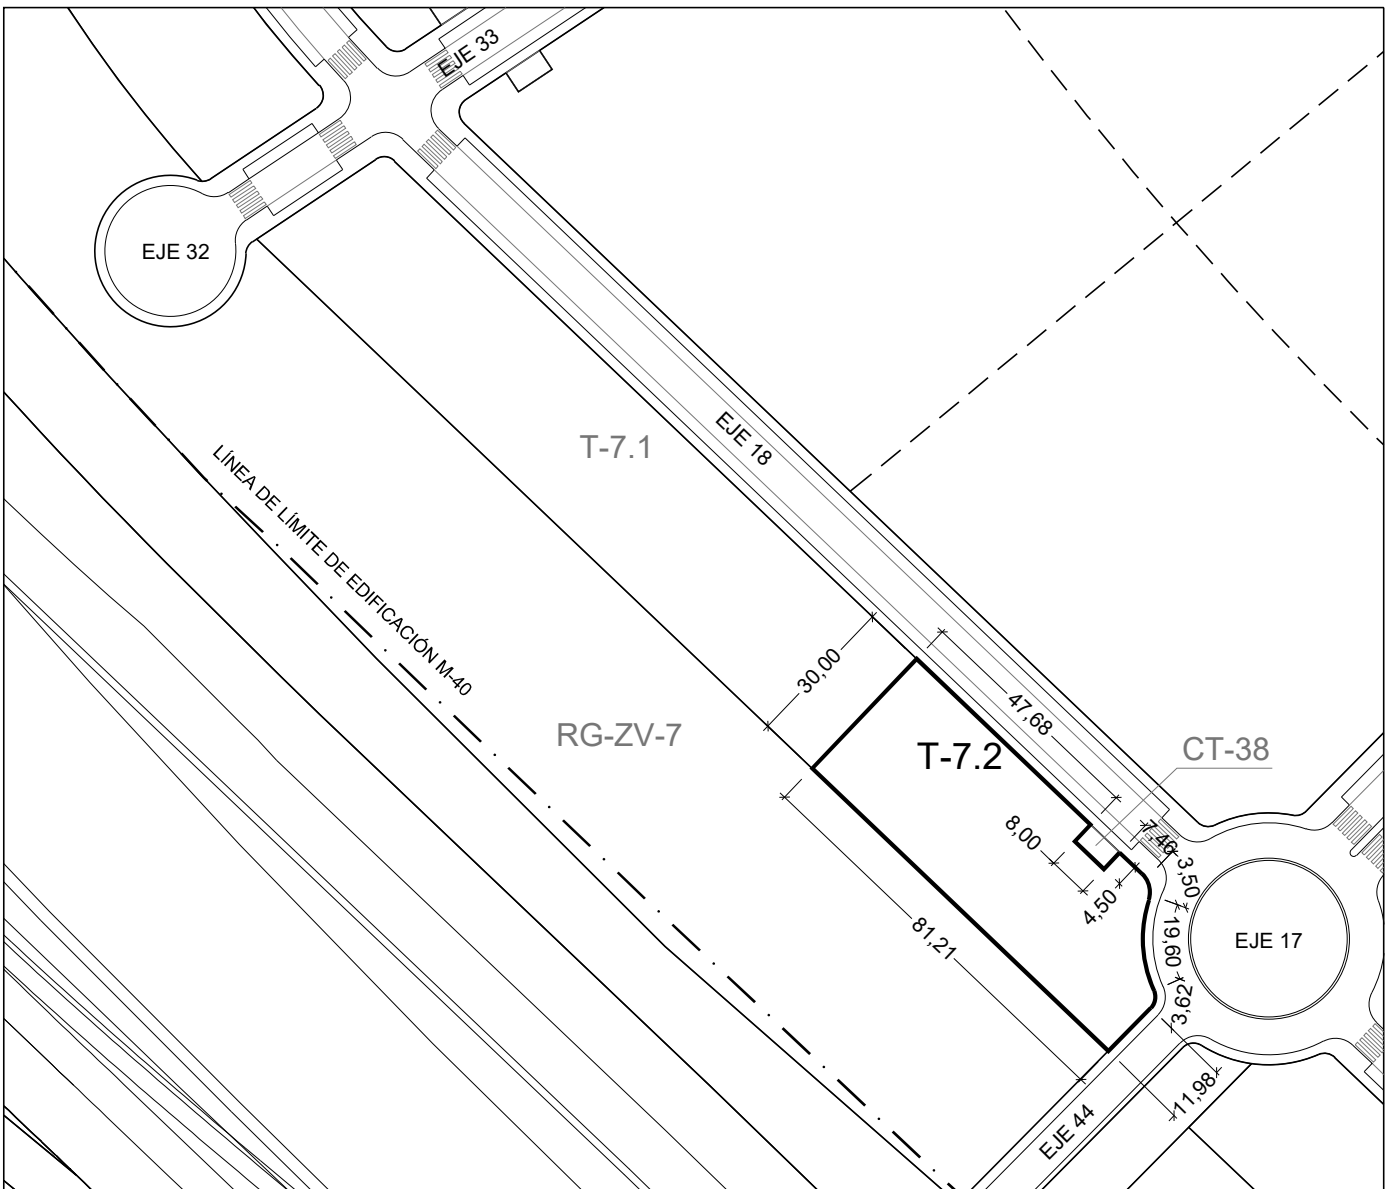 EJE 33
EJE 32
EJE 18
T-7.1
LÍNEA DE LÍMITE DE EDIFICACIÓN M-40
30,00
47,68
RG-ZV-7
T-7.2
CT-38
8,00
7,46
3,50
4,50
81,21
19,60
EJE 17
3,62
11,98
EJE 44